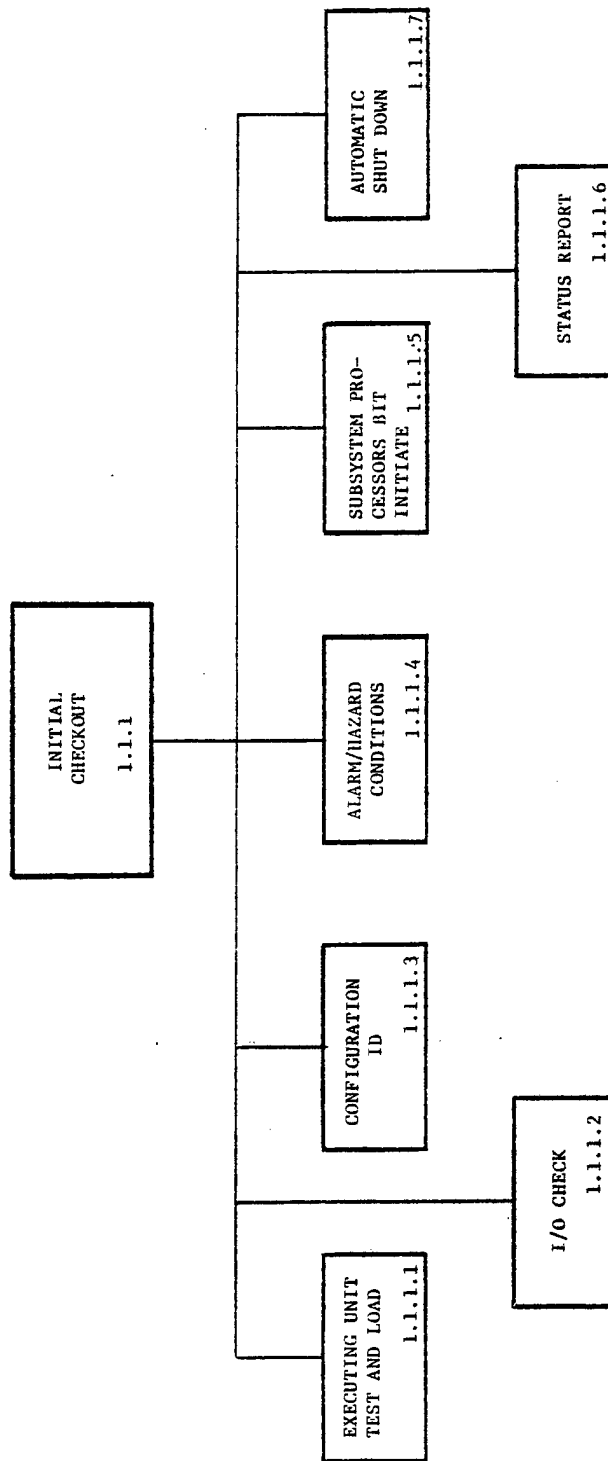 INITIAL
CHECKOUT
1.1.1
EXECUTING UNIT
TEST AND LOAD
1.1.1.1
I/O CHECK
1.1.1.2
CONFIGURATION
ID
1.1.1.3
ALARM/HAZARD
CONDITIONS
1.1.1.4
SUBSYSTEM PRO-
CESSORS BIT
INITIATE
1.1.1.5
STATUS REPORT
1.1.1.6
AUTOMATIC
SHUT DOWN
1.1.1.7